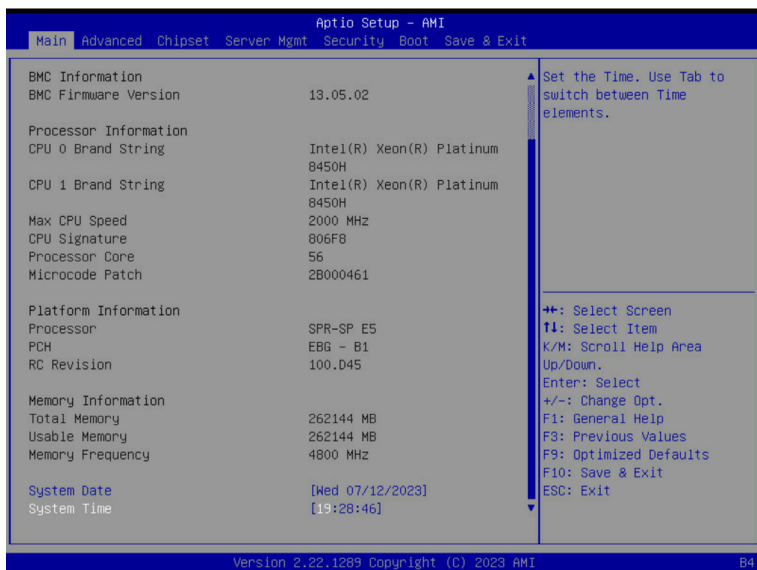 Aptio Setup – AMI
Main Advanced Chipset Server Mgmt Security Boot Save & Exit
BMC Information
BMC Firmware Version 13.05.02
Processor Information
CPU 0 Brand String Intel(R) Xeon(R) Platinum
8450H
CPU 1 Brand String Intel(R) Xeon(R) Platinum
8450H
Max CPU Speed 2000 MHz
CPU Signature 806F8
Processor Core 56
Microcode Patch 2B000461
Platform Information
Processor SPR-SP E5
PCH EBG - B1
RC Revision 100.D45
Memory Information
Total Memory 262144 MB
Usable Memory 262144 MB
Memory Frequency 4800 MHz
System Date [Wed 07/12/2023]
System Time [19:28:46]
Set the Time. Use Tab to
switch between Time
elements.
→←: Select Screen
↑↓: Select Item
K/M: Scroll Help Area
Up/Down.
Enter: Select
+/-: Change Opt.
F1: General Help
F3: Previous Values
F9: Optimized Defaults
F10: Save & Exit
ESC: Exit
Version 2.22.1289 Copyright (C) 2023 AMI
B4